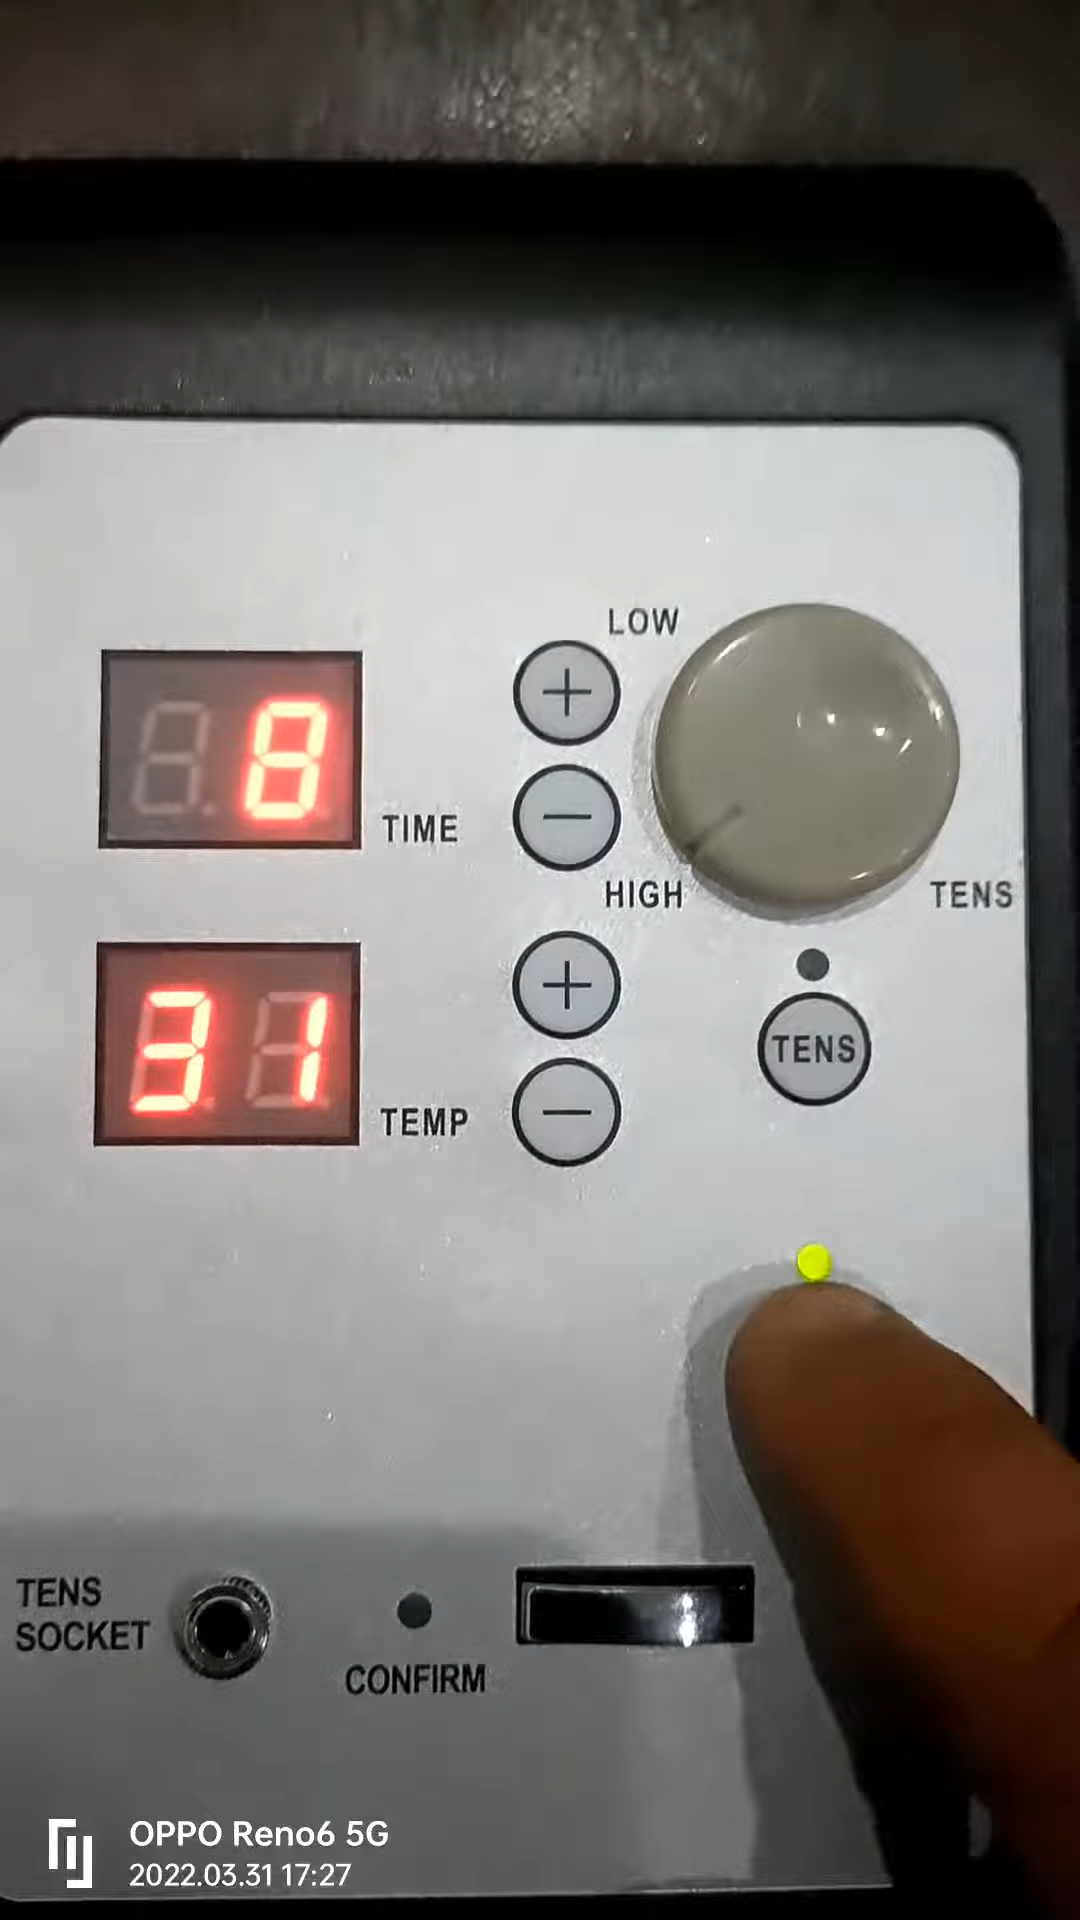 LOW
8
+
−
TIME
HIGH
TENS
31
+
−
TEMP
TENS
TENS
SOCKET
CONFIRM
OPPO Reno6 5G
2022.03.31 17:27